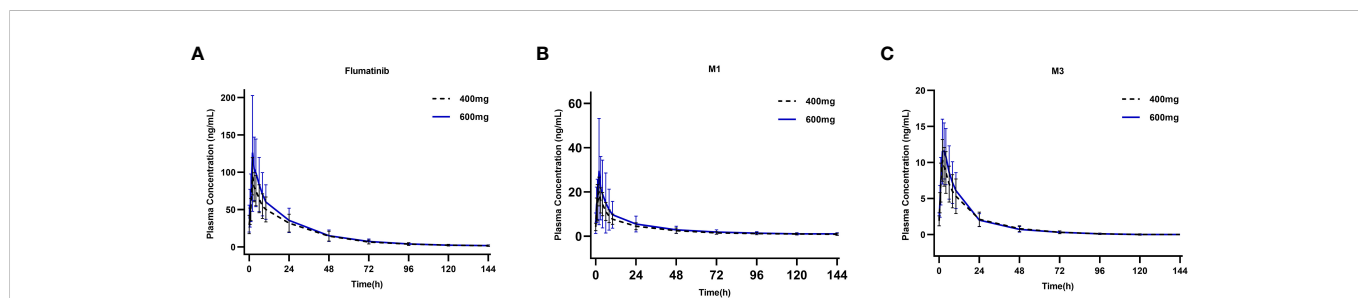 A
Flumatinib
Plasma Concentration (ng/mL)
200
150
100
50
0
0 24 48 72 96 120 144
Time(h)
400mg
600mg
B
M1
Plasma Concentration (ng/mL)
60
40
20
0
0 24 48 72 96 120 144
Time(h)
400mg
600mg
C
M3
Plasma Concentration (ng/mL)
20
15
10
5
0
0 24 48 72 96 120 144
Time(h)
400mg
600mg